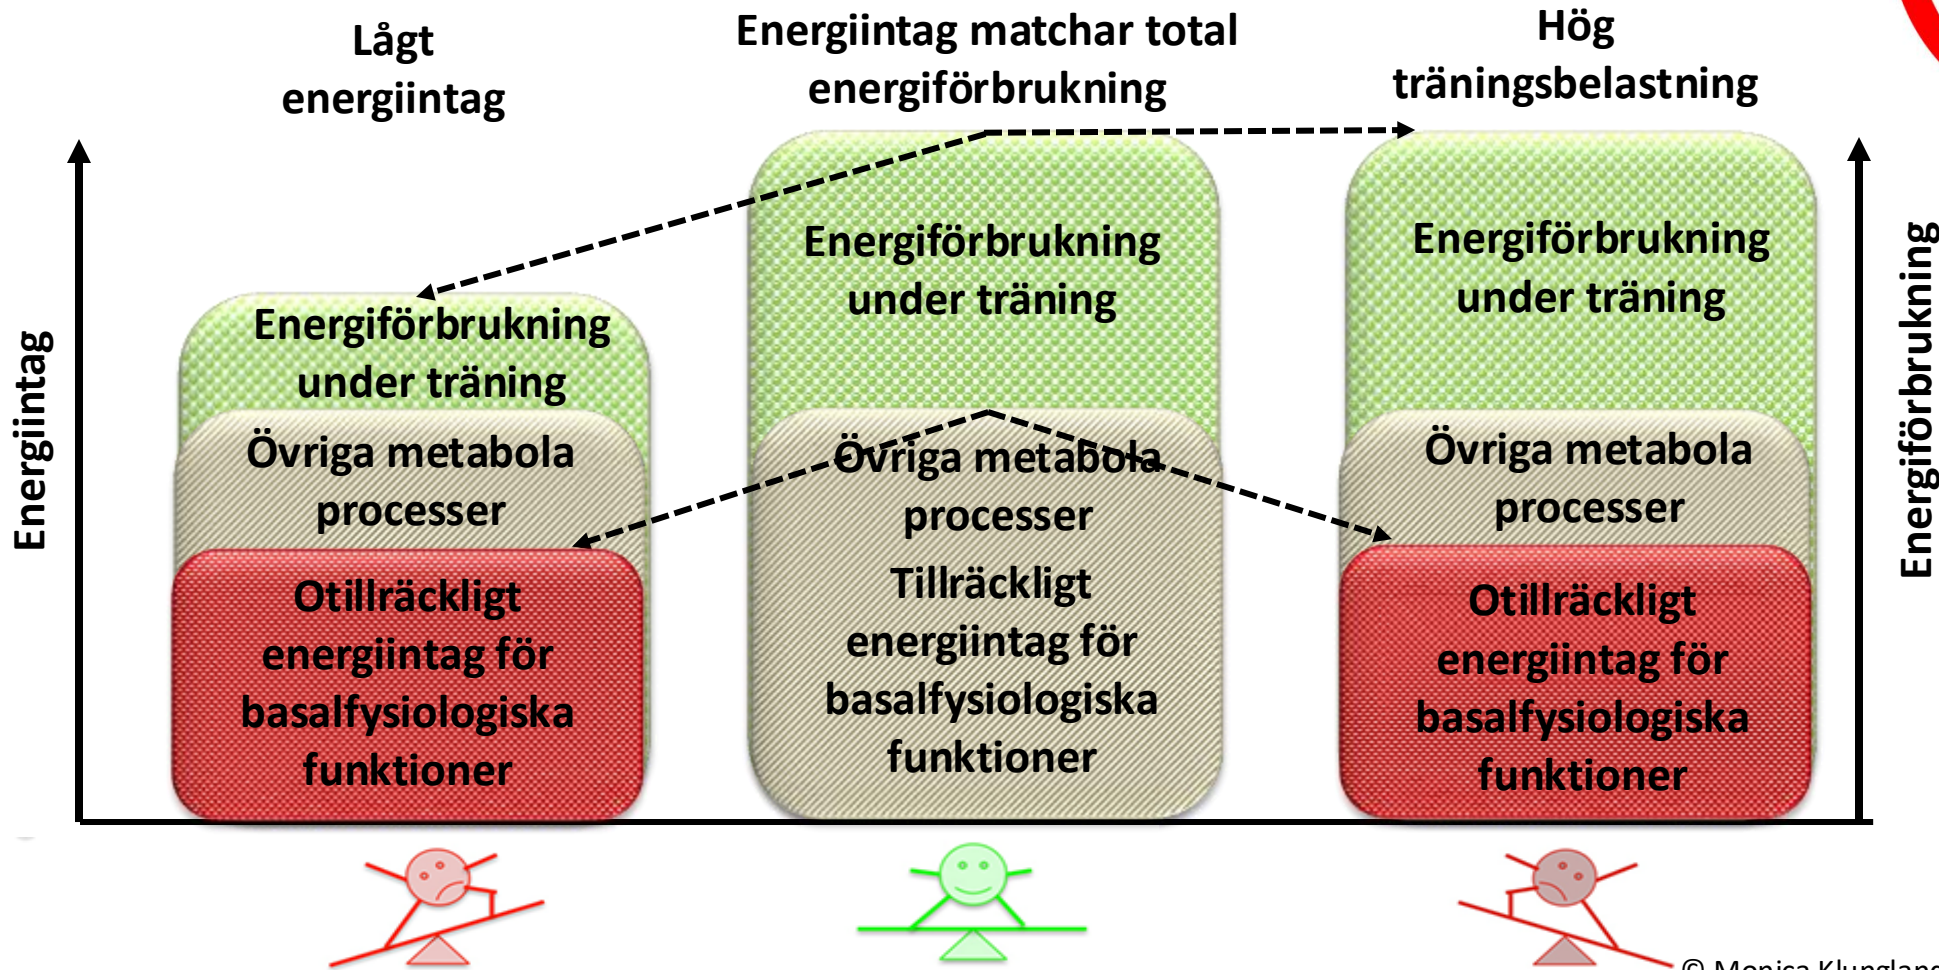 Lågt
energiintag
Energiintag matchar total
energiförbrukning
Hög
träningsbelastning
Energiintag
Energiförbrukning
under träning
Övriga metabola
processer
Otillräckligt
energiintag för
basalfysiologiska
funktioner
Energiförbrukning
under träning
Övriga metabola
processer
Tillräckligt
energiintag för
basalfysiologiska
funktioner
Energiförbrukning
under träning
Övriga metabola
processer
Otillräckligt
energiintag för
basalfysiologiska
funktioner
Energiförbrukning
© Monica Klungland